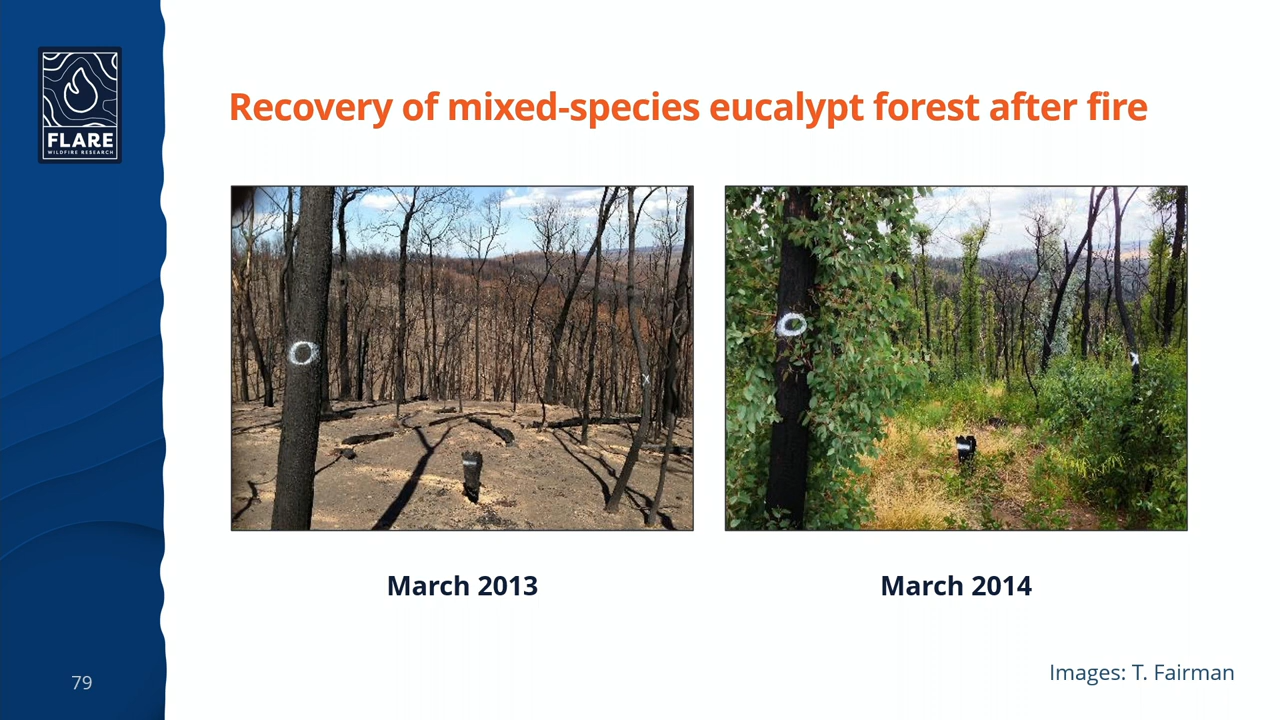 FLARE
WILDFIRE RESEARCH
Recovery of mixed-species eucalypt forest after fire
O
O
x
x
March 2013
March 2014
Images: T. Fairman
79